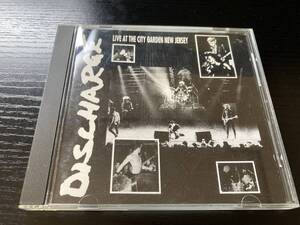 LIVE AT THE CITY GARDEN NEW JERSEY
DISCHARGE